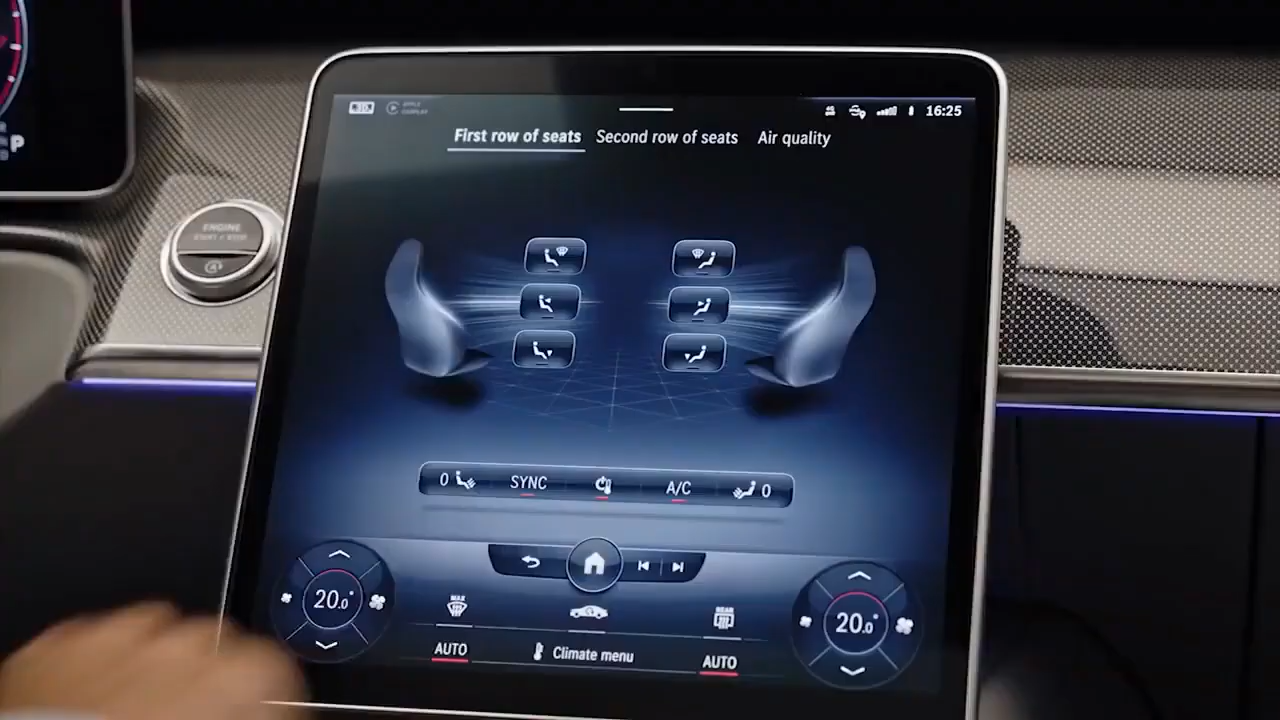 16:25
First row of seats Second row of seats Air quality
P
ENGINE
START / STOP
0 SYNC A/C 0
20.0°
20.0°
MAX
REAR
AUTO
Climate menu
AUTO